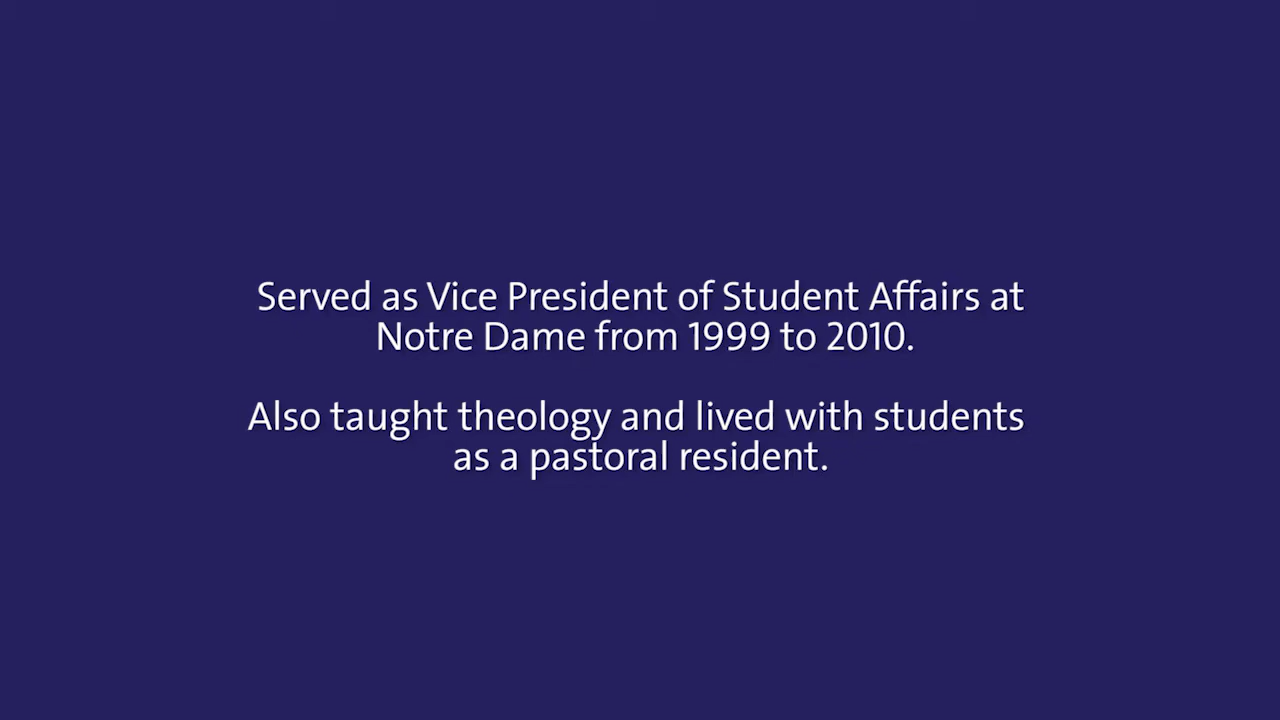 Served as Vice President of Student Affairs at
Notre Dame from 1999 to 2010.
Also taught theology and lived with students
as a pastoral resident.